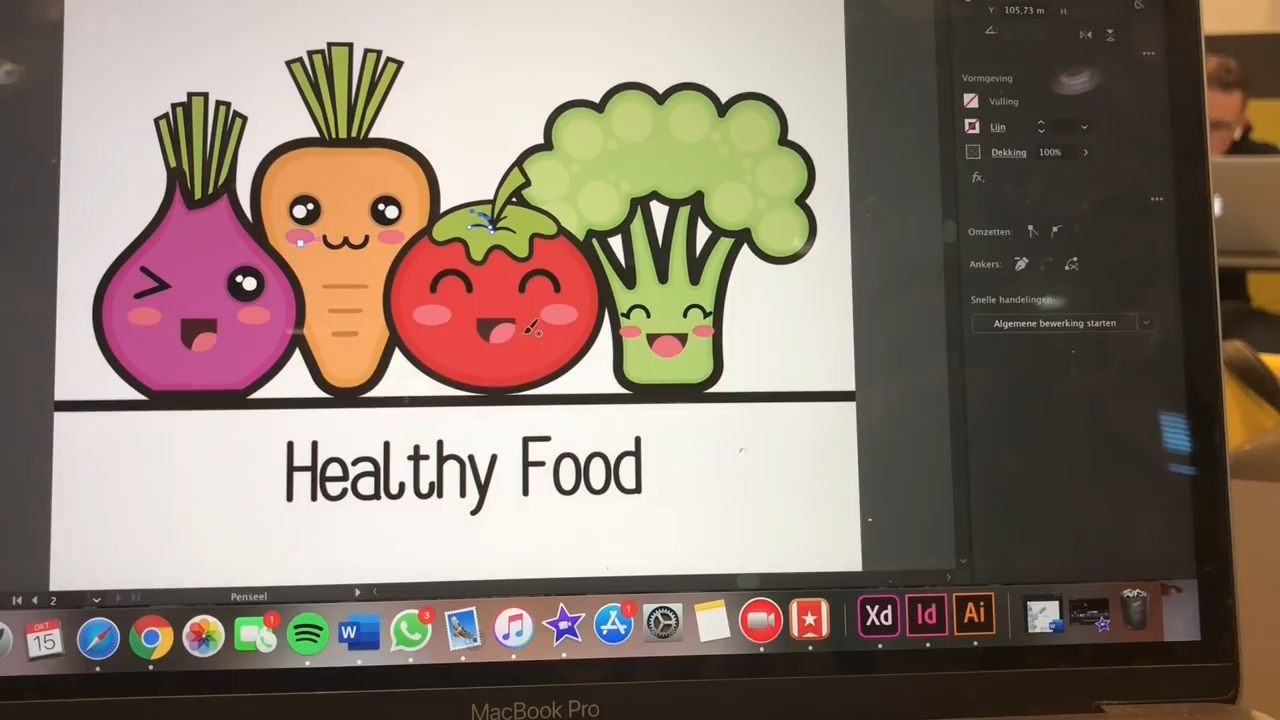 Y: 105,73 m H:
Vormgeving
Vulling
Lijn
Dekking 100%
fx,
Omzetten:
Ankers:
Snelle handelingen
Algemene bewerking starten
Healthy Food
2
Penseel
OKT
15
1
W
3
1
Xd
Id
Ai
MacBook Pro